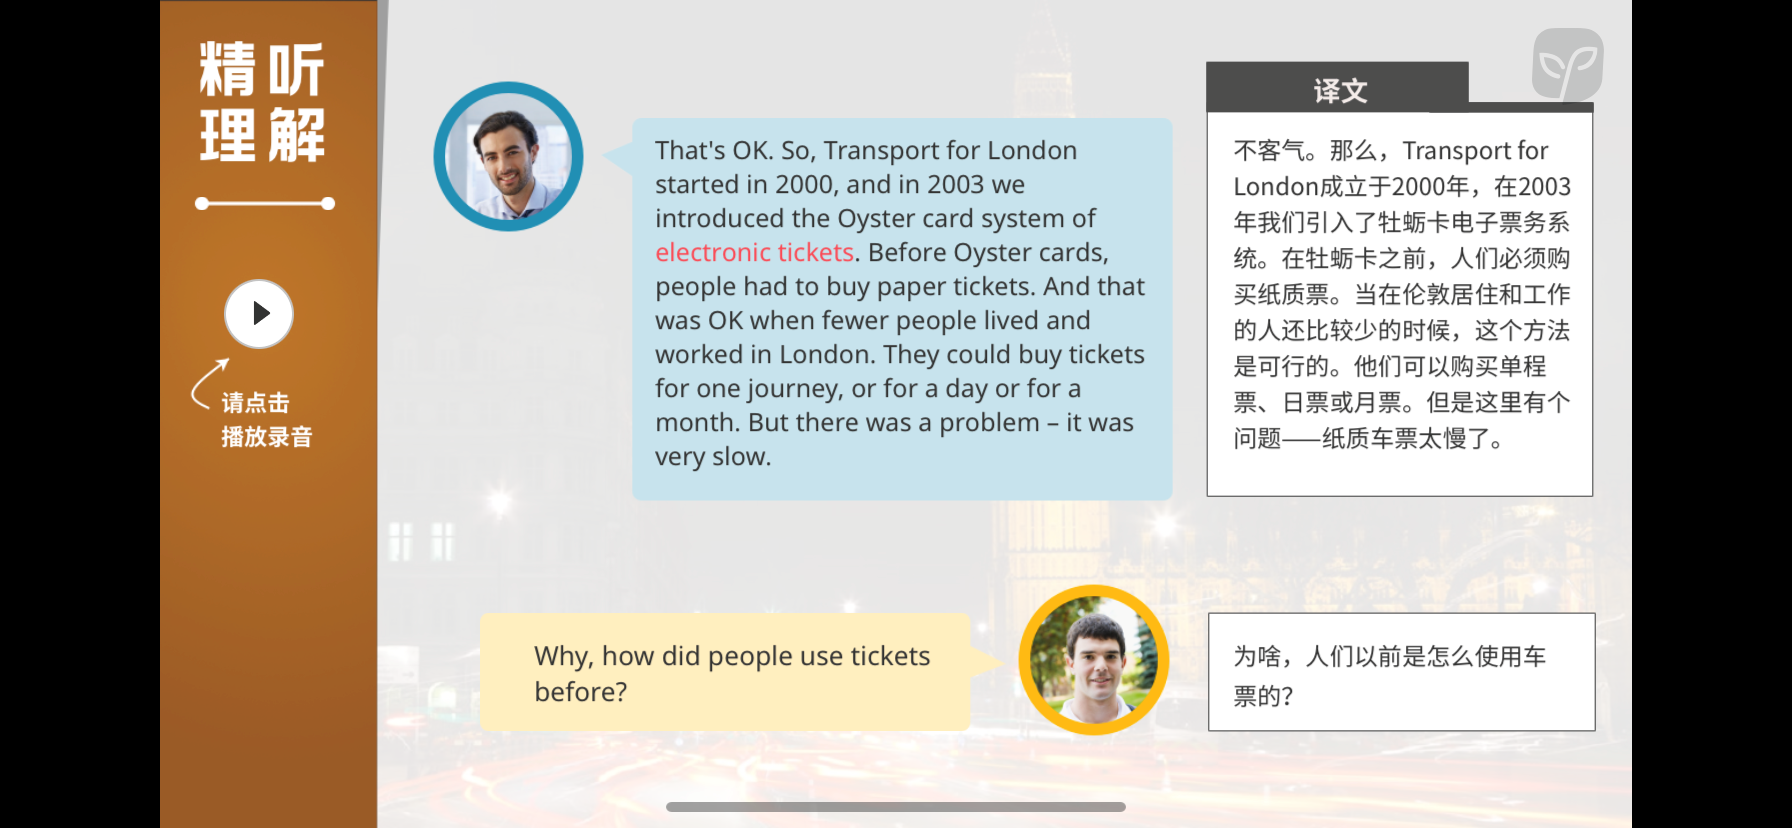 精听
理解
请点击
播放录音
That's OK. So, Transport for London
started in 2000, and in 2003 we
introduced the Oyster card system of
electronic tickets. Before Oyster cards,
people had to buy paper tickets. And that
was OK when fewer people lived and
worked in London. They could buy tickets
for one journey, or for a day or for a
month. But there was a problem – it was
very slow.
译文
不客气。那么，Transport for
London成立于2000年，在2003
年我们引入了牡蛎卡电子票务系
统。在牡蛎卡之前，人们必须购
买纸质票。当在伦敦居住和工作
的人还比较少的时候，这个方法
是可行的。他们可以购买单程
票、日票或月票。但是这里有个
问题——纸质车票太慢了。
Why, how did people use tickets
before?
为啥，人们以前是怎么使用车
票的？